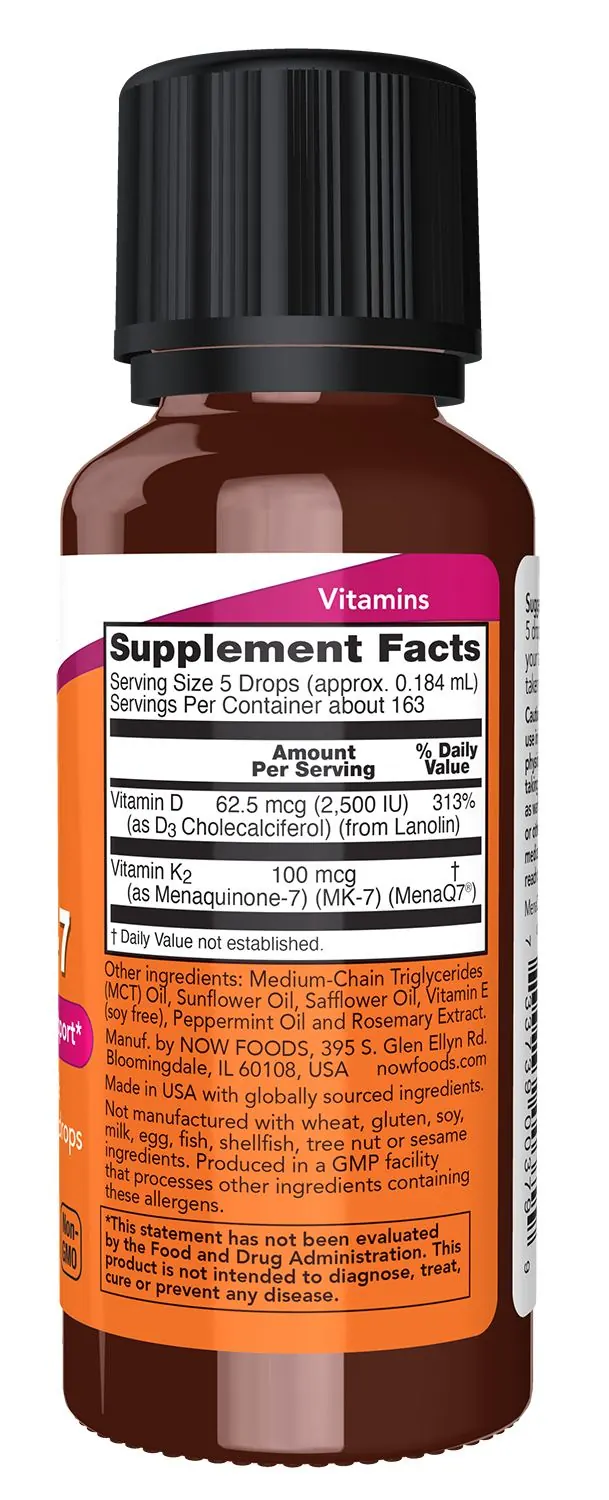 Vitamins
Supplement Facts
Serving Size 5 Drops (approx. 0.184 mL)
Servings Per Container about 163
Amount Per Serving % Daily Value
Vitamin D 62.5 mcg (2,500 IU) 313%
(as D3 Cholecalciferol) (from Lanolin)
Vitamin K2 100 mcg †
(as Menaquinone-7) (MK-7) (MenaQ7®)
† Daily Value not established.
Other ingredients: Medium-Chain Triglycerides
(MCT) Oil, Sunflower Oil, Safflower Oil, Vitamin E
(soy free), Peppermint Oil and Rosemary Extract.
Manuf. by NOW FOODS, 395 S. Glen Ellyn Rd.
Bloomingdale, IL 60108, USA nowfoods.com
Made in USA with globally sourced ingredients.
Not manufactured with wheat, gluten, soy,
milk, egg, fish, shellfish, tree nut or sesame
ingredients. Produced in a GMP facility
that processes other ingredients containing
these allergens.
*This statement has not been evaluated
by the Food and Drug Administration. This
product is not intended to diagnose, treat,
cure or prevent any disease.
7
drops
Non-
GMO
5
your
use in
as